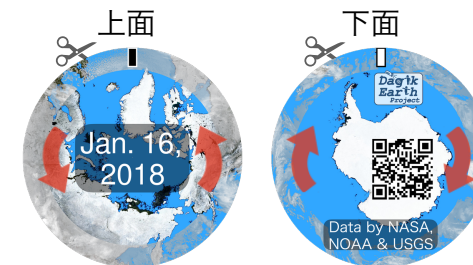 上面
下面
Jan. 16,
2018
Dagik
Earth
Project
Data by NASA,
NOAA & USGS